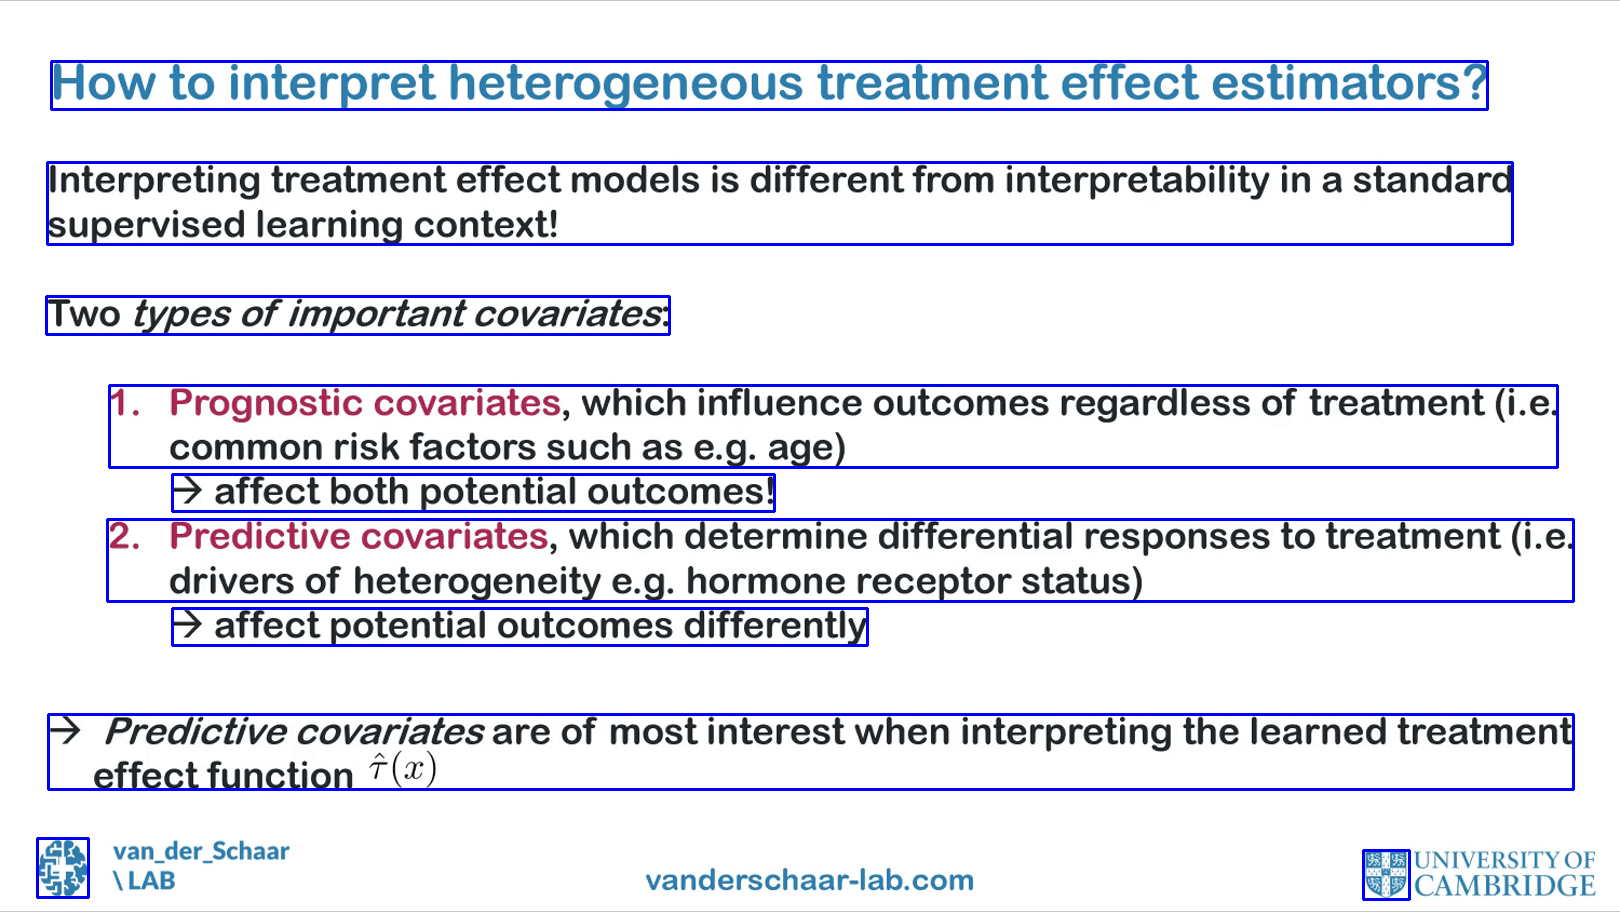 How to interpret heterogeneous treatment effect estimators?
Interpreting treatment effect models is different from interpretability in a standard
supervised learning context!
Two types of important covariates:
1. Prognostic covariates, which influence outcomes regardless of treatment (i.e.
common risk factors such as e.g. age)
→ affect both potential outcomes!
2. Predictive covariates, which determine differential responses to treatment (i.e.
drivers of heterogeneity e.g. hormone receptor status)
→ affect potential outcomes differently
→ Predictive covariates are of most interest when interpreting the learned treatment
effect function τ̂(x)
van_der_Schaar
\ LAB
vanderschaar-lab.com
UNIVERSITY OF
CAMBRIDGE